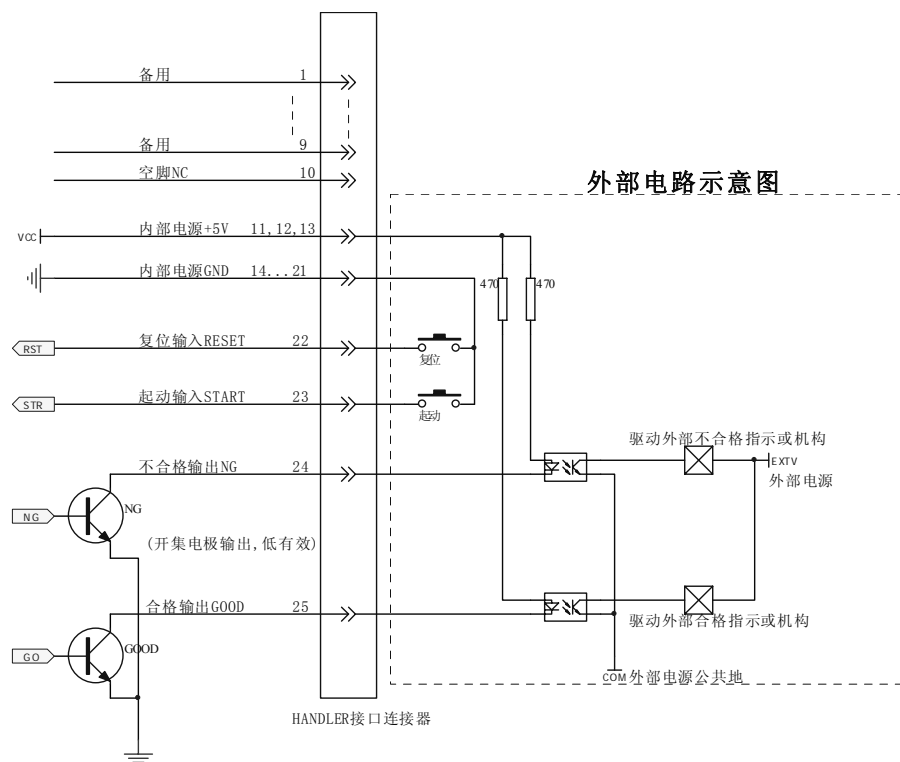 备用 1
备用 9
空脚NC 10
外部电路示意图
VCC 内部电源+5V 11,12,13
内部电源GND 14...21
470 470
RST 复位输入RESET 22
复位
STR 起动输入START 23
起动
驱动外部不合格指示或机构
不合格输出NG 24
EXTV
外部电源
NG NG
(开集电极输出,低有效)
合格输出GOOD 25
驱动外部合格指示或机构
GO GOOD
COM 外部电源公共地
HANDLER接口连接器